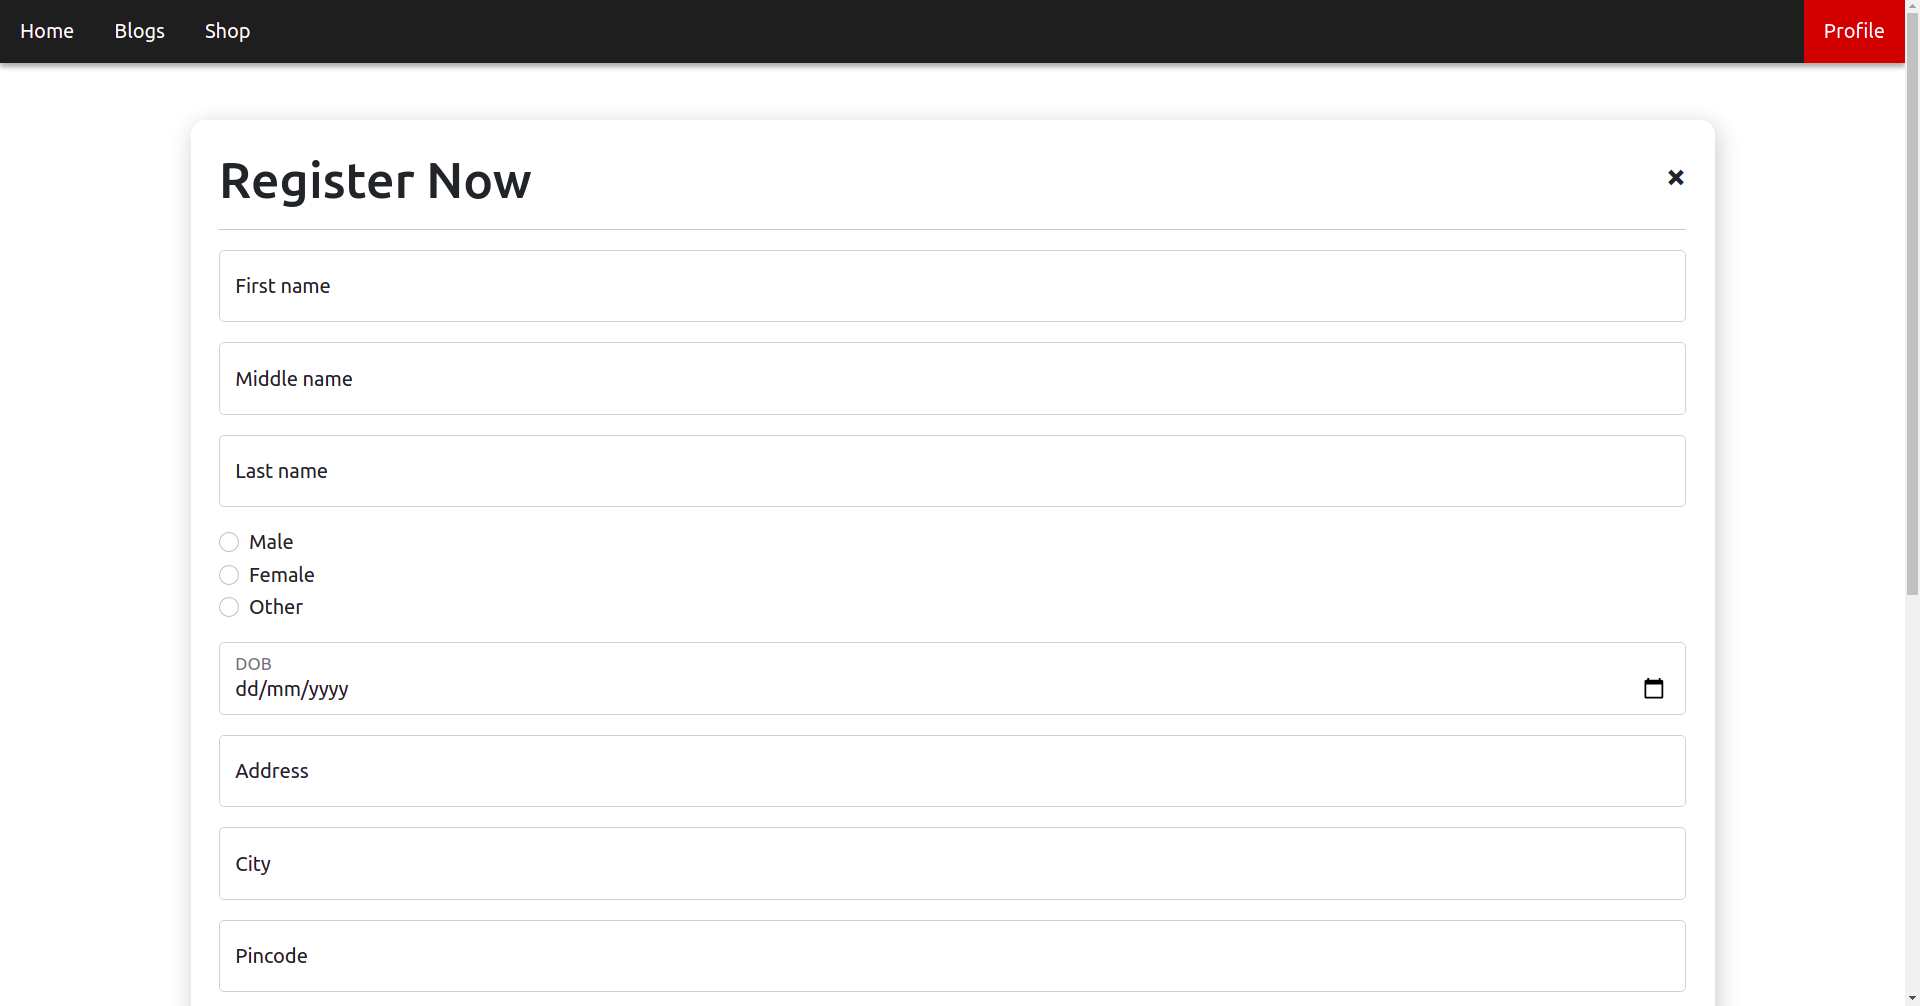 Home Blogs Shop Profile
Register Now
First name
Middle name
Last name
Male
Female
Other
DOB
dd/mm/yyyy
Address
City
Pincode